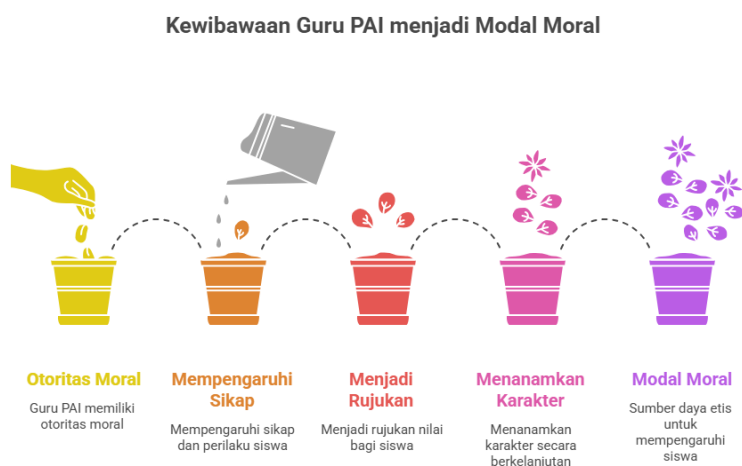 Kewibawaan Guru PAI menjadi Modal Moral
Otoritas Moral
Guru PAI memiliki
otoritas moral
Mempengaruhi
Sikap
Mempengaruhi sikap
dan perilaku siswa
Menjadi
Rujukan
Menjadi rujukan nilai
bagi siswa
Menanamkan
Karakter
Menanamkan
karakter secara
berkelanjutan
Modal Moral
Sumber daya etis
untuk
mempengaruhi
siswa